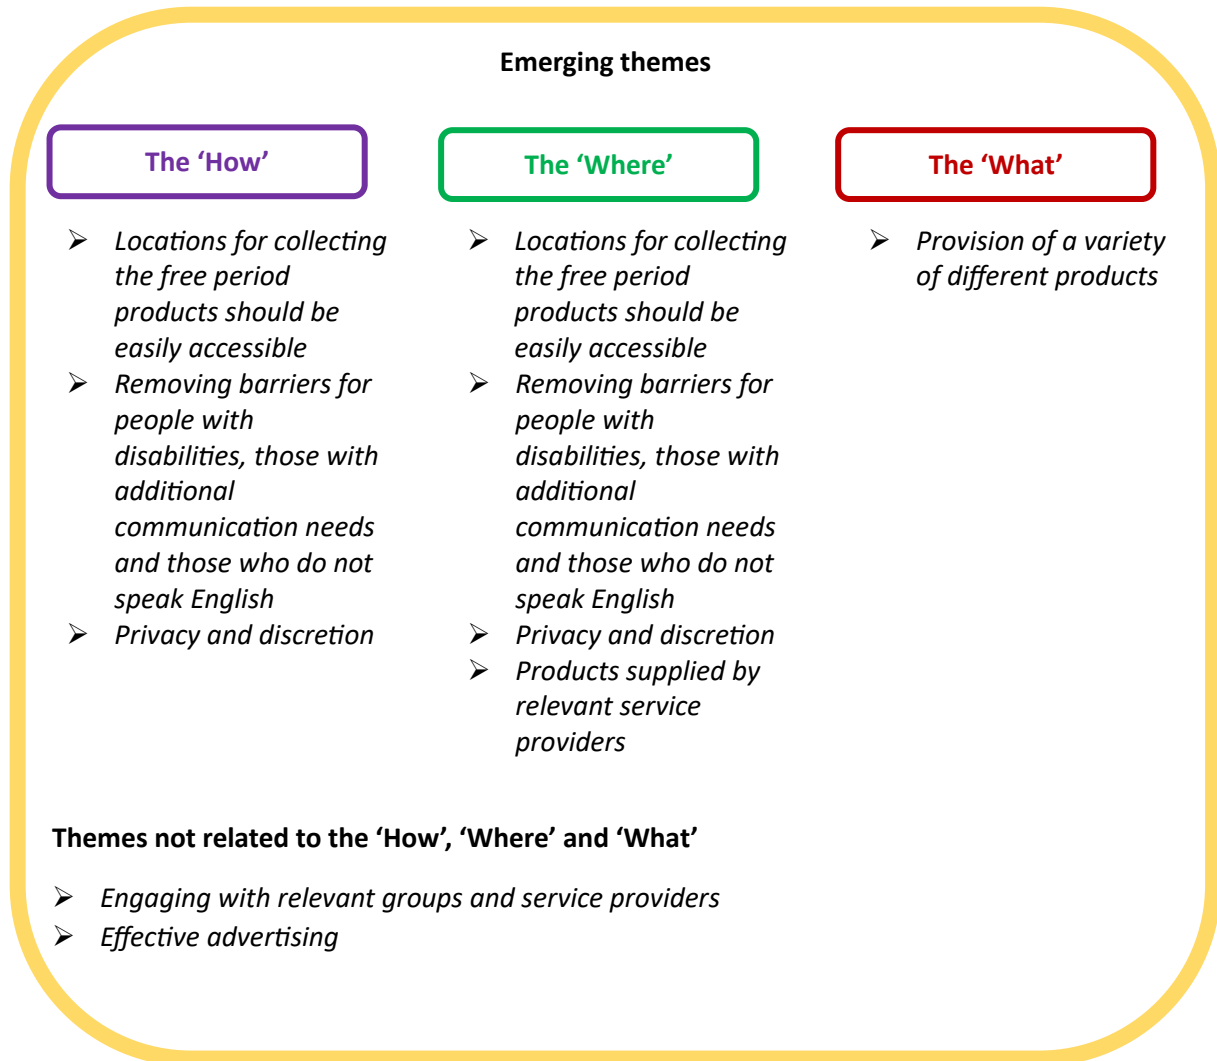 Emerging themes
The ‘How’
➢ Locations for collecting
the free period
products should be
easily accessible
➢ Removing barriers for
people with
disabilities, those with
additional
communication needs
and those who do not
speak English
➢ Privacy and discretion
The ‘Where’
➢ Locations for collecting
the free period
products should be
easily accessible
➢ Removing barriers for
people with
disabilities, those with
additional
communication needs
and those who do not
speak English
➢ Privacy and discretion
➢ Products supplied by
relevant service
providers
The ‘What’
➢ Provision of a variety
of different products
Themes not related to the ‘How’, ‘Where’ and ‘What’
➢ Engaging with relevant groups and service providers
➢ Effective advertising